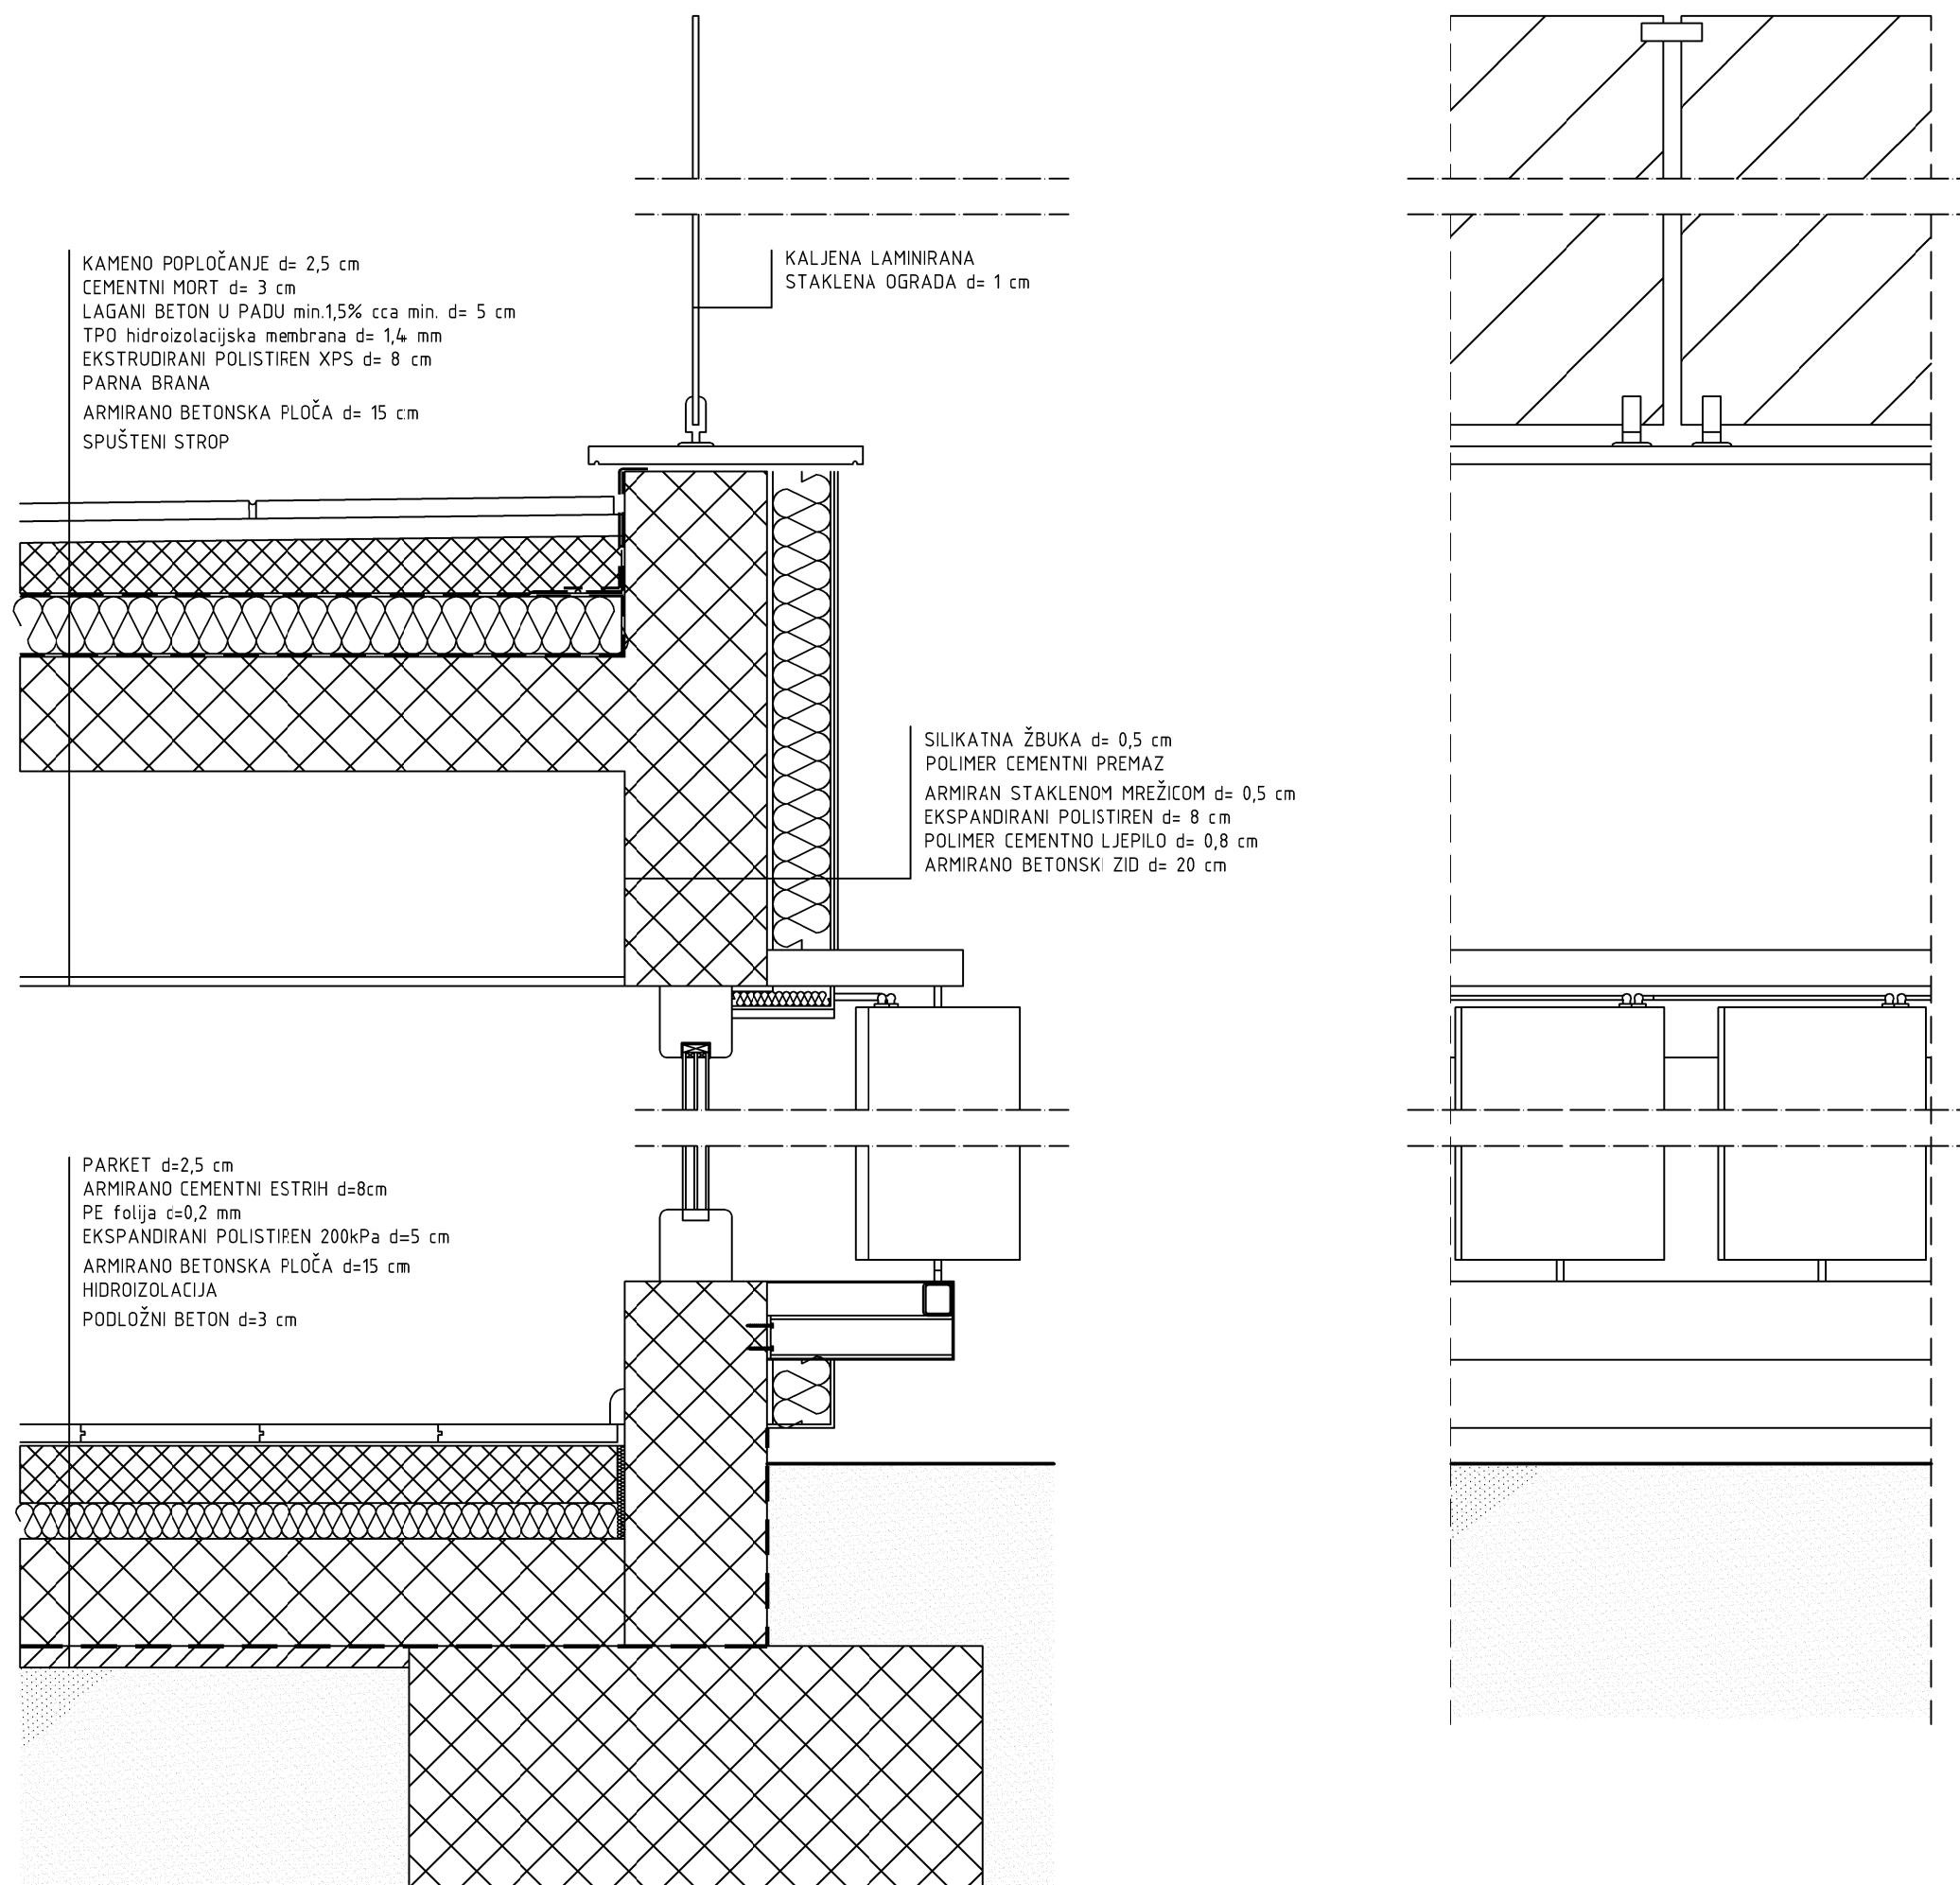 KAMENO POPLOČANJE d= 2,5 cm
CEMENTNI MORT d= 3 cm
LAGANI BETON U PADU min.1,5% cca min. d= 5 cm
TPO hidroizolacijska membrana d= 1,4 mm
EKSTRUDIRANI POLISTIREN XPS d= 8 cm
PARNA BRANA
ARMIRANO BETONSKA PLOČA d= 15 cm
SPUŠTENI STROP
KALJENA LAMINIRANA
STAKLENA OGRADA d= 1 cm
SILIKATNA ŽBUKA d= 0,5 cm
POLIMER CEMENTNI PREMAZ
ARMIRAN STAKLENOM MREŽICOM d= 0,5 cm
EKSPANDIRANI POLISTIREN d= 8 cm
POLIMER CEMENTNO LJEPILO d= 0,8 cm
ARMIRANO BETONSKI ZID d= 20 cm
PARKET d=2,5 cm
ARMIRANO CEMENTNI ESTRIH d=8cm
PE folija d=0,2 mm
EKSPANDIRANI POLISTIREN 200kPa d=5 cm
ARMIRANO BETONSKA PLOČA d=15 cm
HIDROIZOLACIJA
PODLOŽNI BETON d=3 cm